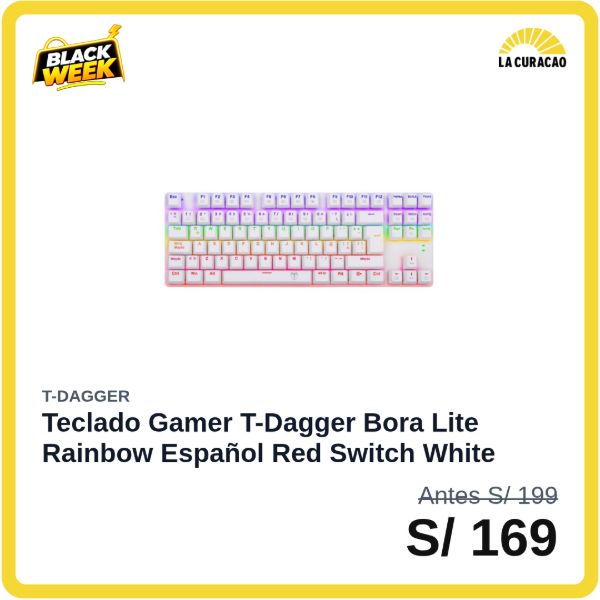 BLACK
WEEK
LA CURACAO
T-DAGGER
Teclado Gamer T-Dagger Bora Lite
Rainbow Español Red Switch White
Antes S/ 199
S/ 169